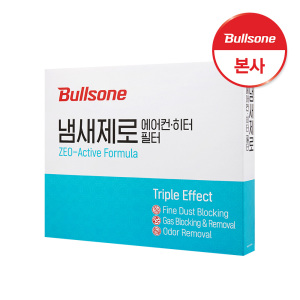 Bullsone
본사
Bullsone
냄새제로 에어컨·히터
필터
ZEO-Active Formula
Triple Effect
Fine Dust Blocking
Gas Blocking & Removal
Odor Removal